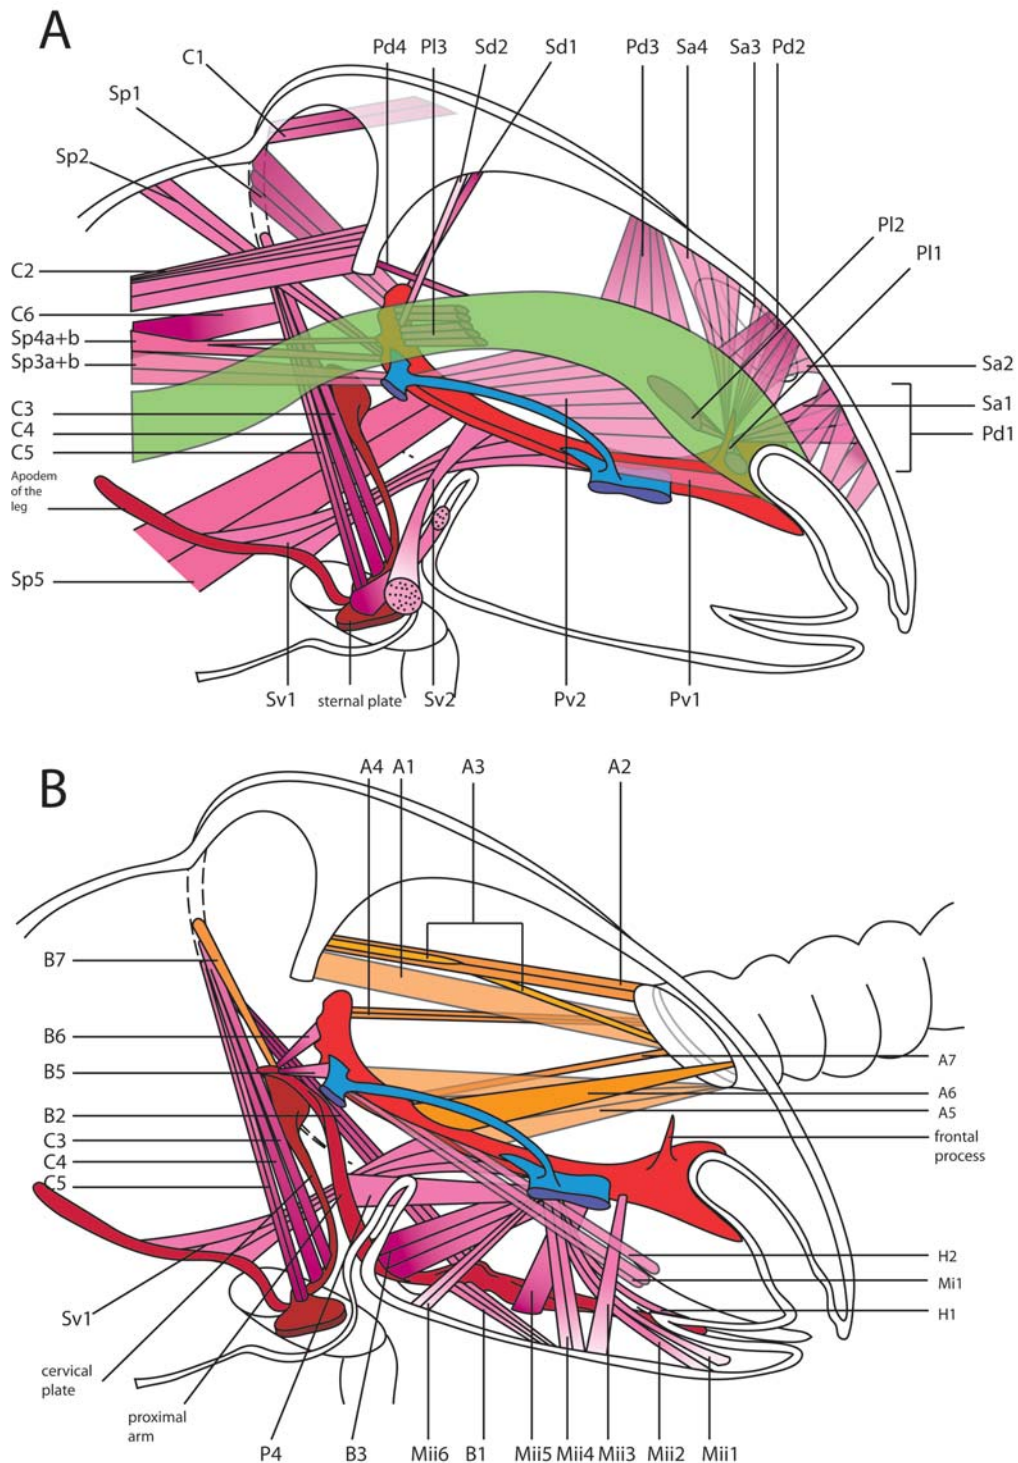 A
C1
Pd4 Pl3 Sd2 Sd1 Pd3 Sa4 Sa3 Pd2
Sp1
Sp2
Pl2
Pl1
C2
C6
Sp4a+b
Sp3a+b
Sa2
Sa1
Pd1
C3
C4
C5
Apodem
of the
leg
Sp5
Sv1 sternal plate Sv2 Pv2 Pv1
B
A4 A1 A3 A2
B7
B6
B5
B2
C3
C4
C5
A7
A6
A5
frontal
process
H2
Mi1
H1
Sv1
cervical
plate
proximal
arm
P4 B3 Mii6 B1 Mii5 Mii4 Mii3 Mii2 Mii1